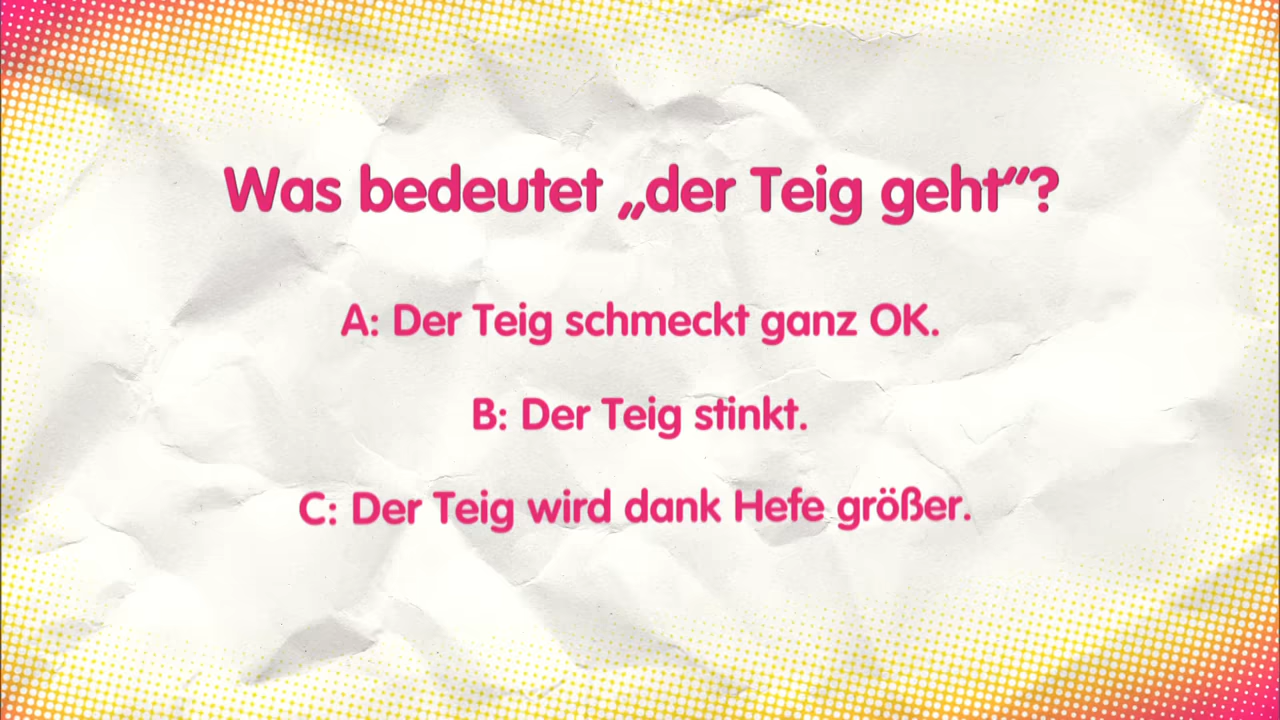 Was bedeutet „der Teig geht“?
A: Der Teig schmeckt ganz OK.
B: Der Teig stinkt.
C: Der Teig wird dank Hefe größer.